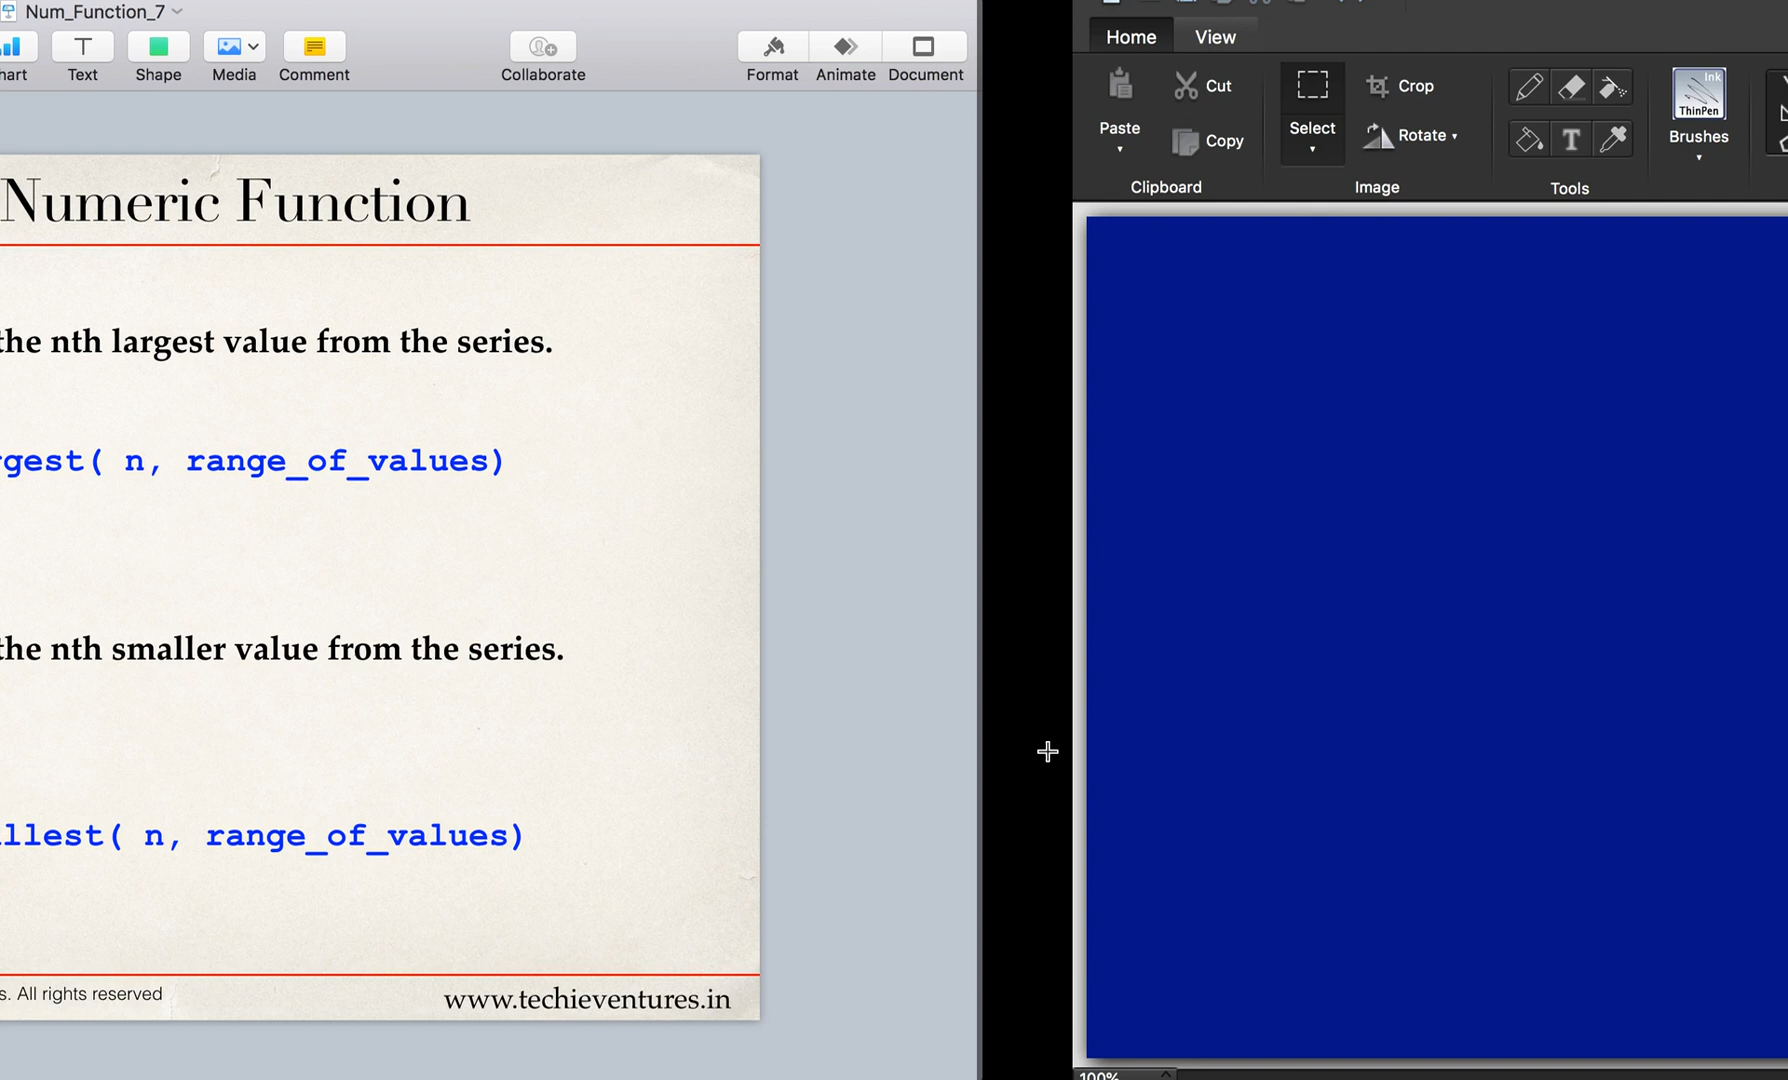 Num_Function_7
hart Text Shape Media Comment Collaborate Format Animate Document
Numeric Function
the nth largest value from the series.
rgest( n, range_of_values)
the nth smaller value from the series.
llest( n, range_of_values)
s. All rights reserved
www.techieventures.in
Home View
Paste Cut Copy
Clipboard
Select Crop Rotate
Image
Tools
Ink
ThinPen
Brushes
100%